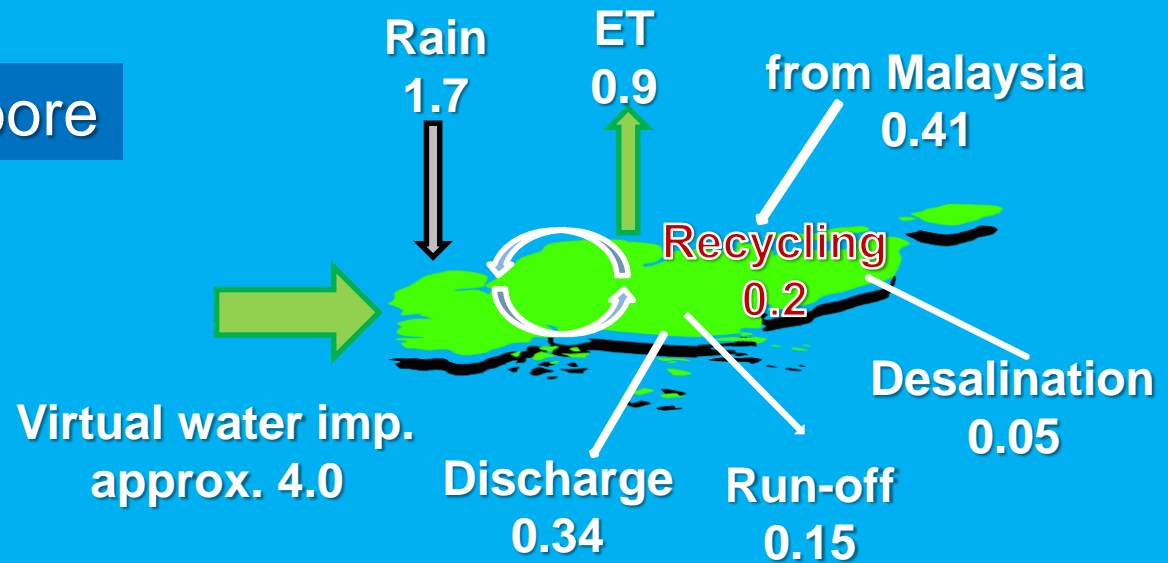 Rain
1.7
ET
0.9
from Malaysia
0.41
Recycling
0.2
Desalination
0.05
Virtual water imp.
approx. 4.0
Discharge
0.34
Run-off
0.15